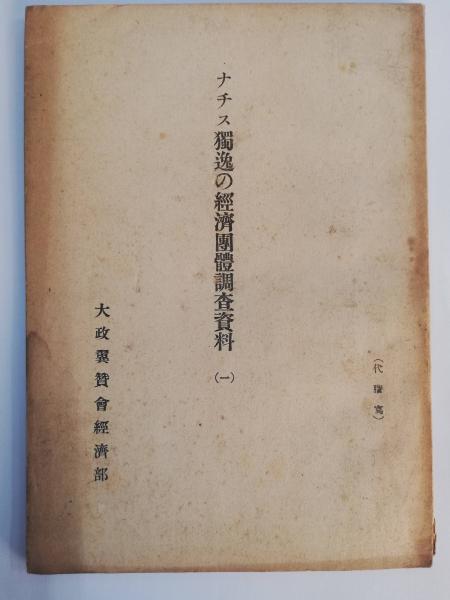 （代謄寫）
ナチス獨逸の經濟團體調査資料（一）
大政翼贊會經濟部